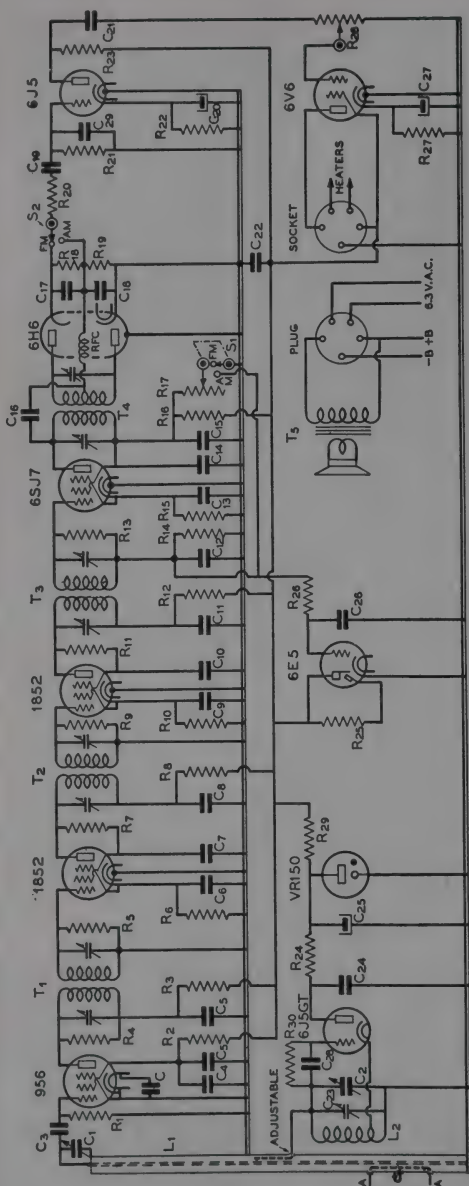 956
1852
1852
6SJ7
6H6
6J5
T1
T2
T3
T4
C16
C17
C18
FM
S2
AM
R18
R19
R20
C19
R21
C29
R22
C20
R23
C21
C3
C1
R1
C
C4
C5
R2
R4
C5
R3
R5
R6
C6
C7
R7
C8
R8
R9
R10
C9
C10
R11
C11
R12
R13
C12
R14
R15
C13
C14
C15
R16
R17
A
M
FM
S1
RFC
C22
L1
ADJUSTABLE
L2
C23
C2
C28
R30
6J5GT
C24
R24
C25
VR150
R29
R25
6E5
C26
R26
T5
PLUG
-B +B
6.3 V.A.C.
SOCKET
HEATERS
6V6
R28
R27
C27
A
A